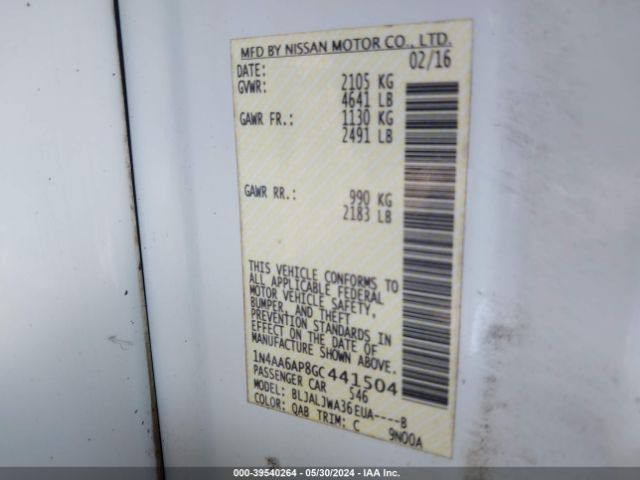 MFD BY NISSAN MOTOR CO., LTD.
DATE: 02/16
GVWR: 2105 KG
4641 LB
GAWR FR.: 1130 KG
2491 LB
GAWR RR.: 990 KG
2183 LB
THIS VEHICLE CONFORMS TO
ALL APPLICABLE FEDERAL
MOTOR VEHICLE SAFETY,
BUMPER, AND THEFT
PREVENTION STANDARDS IN
EFFECT ON THE DATE OF
MANUFACTURE SHOWN ABOVE.
1N4AA6AP8GC441504
PASSENGER CAR 546
MODEL: BLJALJWA36EUA----B
COLOR: QAB TRIM: C 9N00A
000-39540264 - 05/30/2024 - IAA Inc.